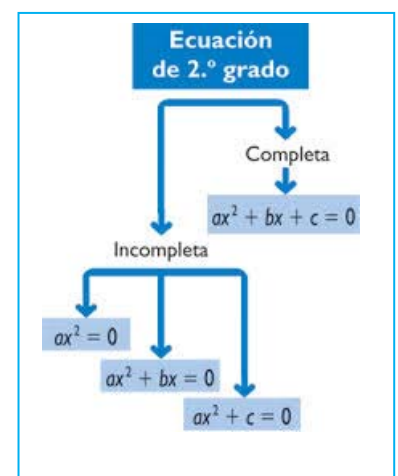 Ecuación
de 2.º grado
Completa
ax² + bx + c = 0
Incompleta
ax² = 0
ax² + bx = 0
ax² + c = 0